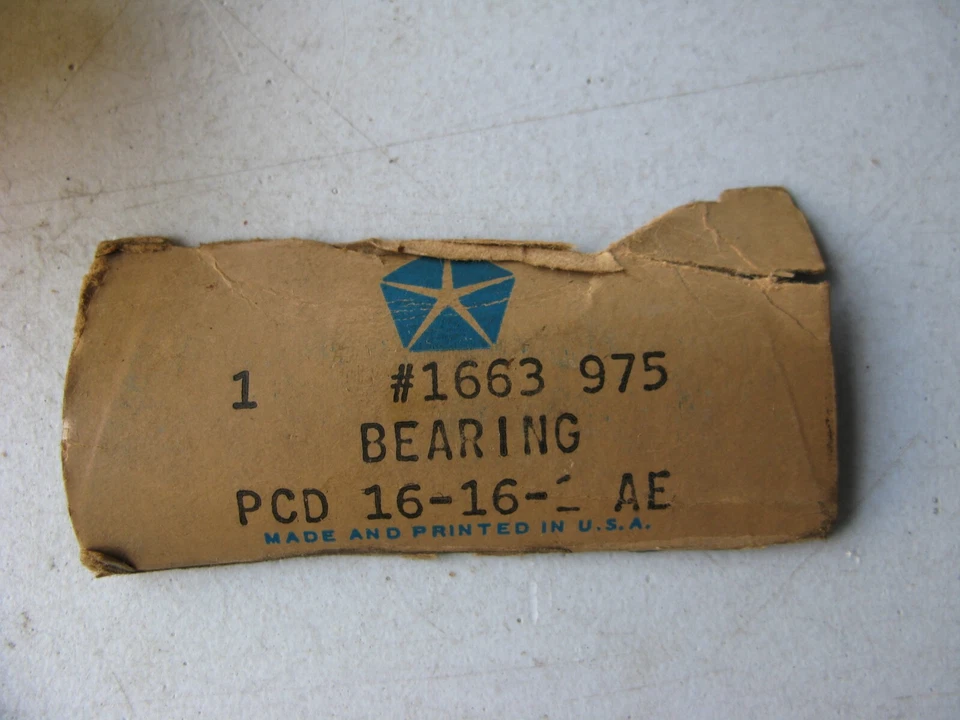 1 #1663 975
BEARING
PCD 16-16- AE
MADE AND PRINTED IN U.S.A.